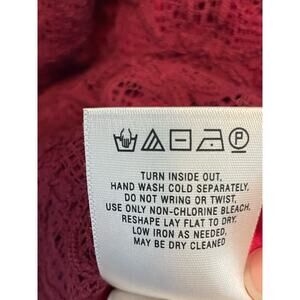 P
TURN INSIDE OUT,
HAND WASH COLD SEPARATELY,
DO NOT WRING OR TWIST,
USE ONLY NON-CHLORINE BLEACH.
RESHAPE LAY FLAT TO DRY.
LOW IRON AS NEEDED,
MAY BE DRY CLEANED